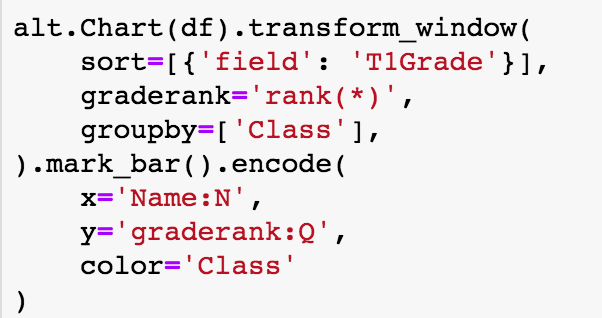 alt.Chart(df).transform_window(
    sort=[{'field': 'T1Grade'}],
    graderank='rank(*)',
    groupby=['Class'],
).mark_bar().encode(
    x='Name:N',
    y='graderank:Q',
    color='Class'
)